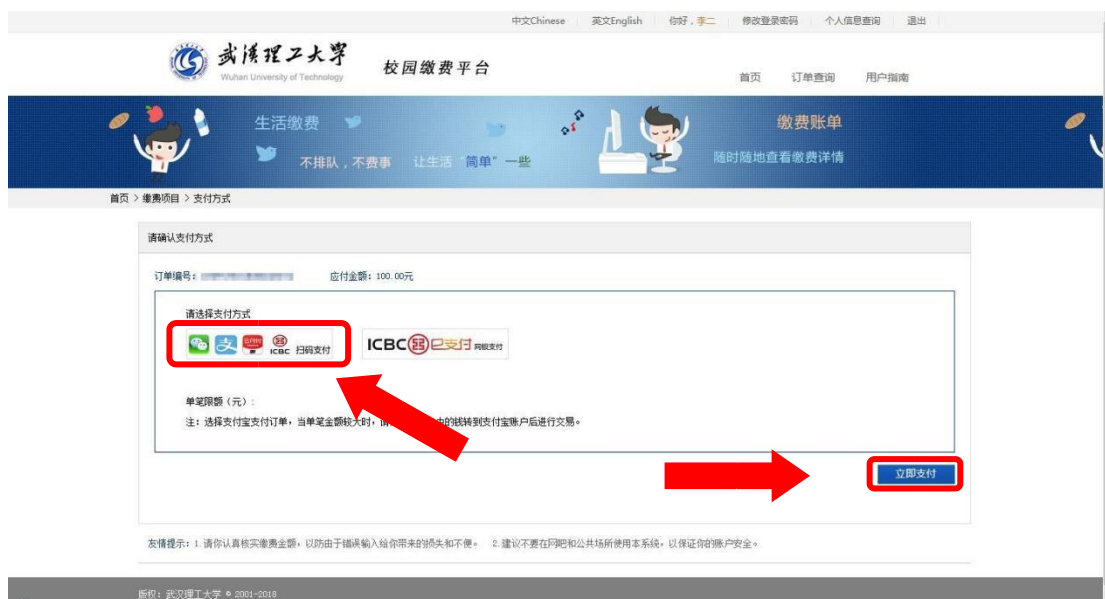 中文Chinese 英文English 你好，李二 修改登录密码 个人信息查询 退出
武汉理工大学
Wuhan University of Technology
校园缴费平台
首页 订单查询 用户指南
生活缴费
不排队，不费事 让生活“简单”一些
缴费账单
随时随地查看缴费详情
首页 > 缴费项目 > 支付方式
请确认支付方式
订单编号： 应付金额：100.00元
请选择支付方式
支 ICBC 扫码支付 ICBC e支付 网银支付
单笔限额（元）：
注：选择支付宝支付订单，当单笔金额较大时， 的钱转到支付宝账户后进行交易。
立即支付
友情提示：1.请你认真核实缴费金额，以防由于错误输入给你带来的损失和不便。 2.建议不要在网吧和公共场所使用本系统，以保证你的账户安全。
版权：武汉理工大学 © 2001-2018